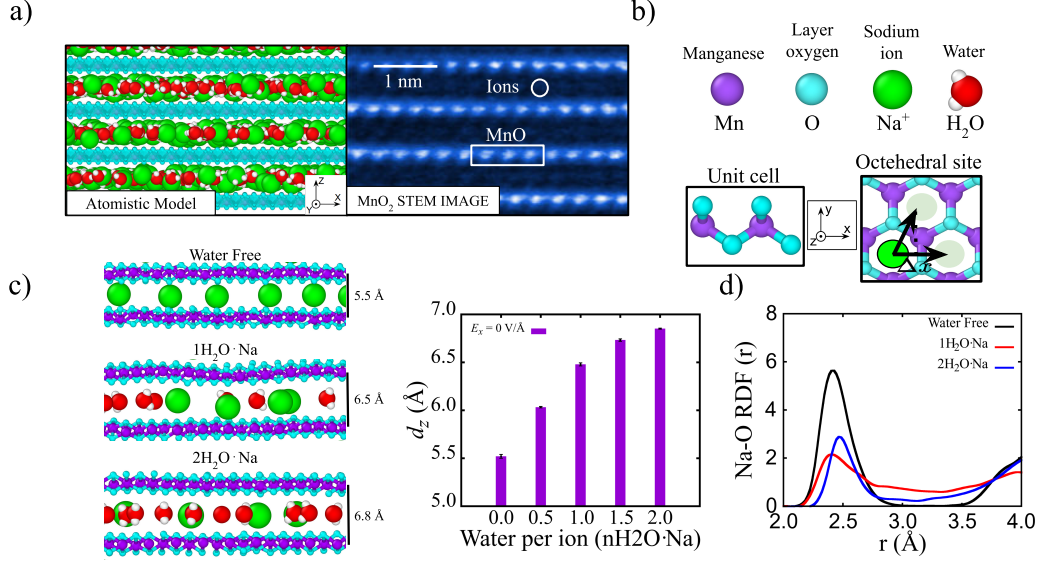 a)
1 nm
Ions
MnO
Atomistic Model
Z
X
Y
MnO₂ STEM IMAGE
b)
Manganese
Layer
oxygen
Sodium
ion
Water
Mn
O
Na⁺
H₂O
Unit cell
y
x
z
Octehedral site
Δx
c)
Water Free
5.5 Å
1H₂O·Na
6.5 Å
2H₂O·Na
6.8 Å
Eₓ = 0 V/Å
d_z (Å)
7.0
6.5
6.0
5.5
5.0
0.0 0.5 1.0 1.5 2.0
Water per ion (nH2O·Na)
d)
Water Free
1H₂O·Na
2H₂O·Na
Na-O RDF (r)
8
6
4
2
0
2.0 2.5 3.0 3.5 4.0
r (Å)